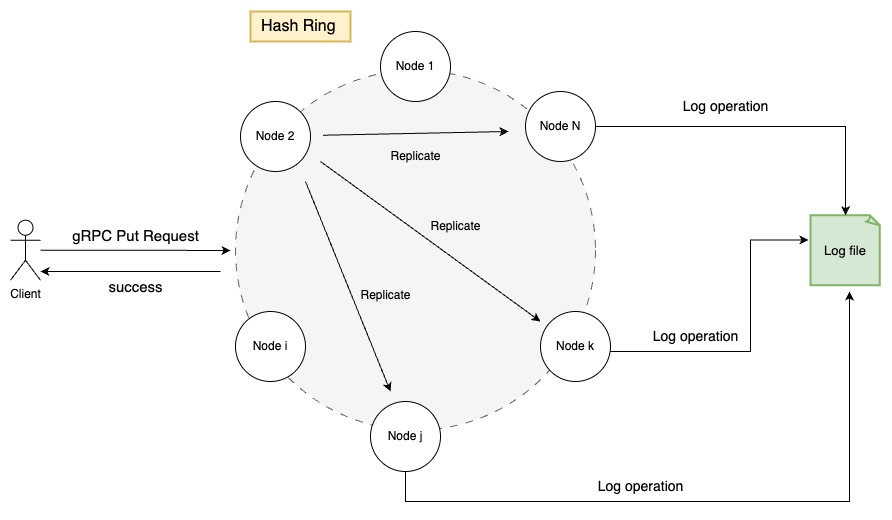 Hash Ring
Node 1
Node 2
Node N
Log operation
Replicate
gRPC Put Request
Replicate
Log file
success
Client
Replicate
Node i
Node k
Log operation
Node j
Log operation